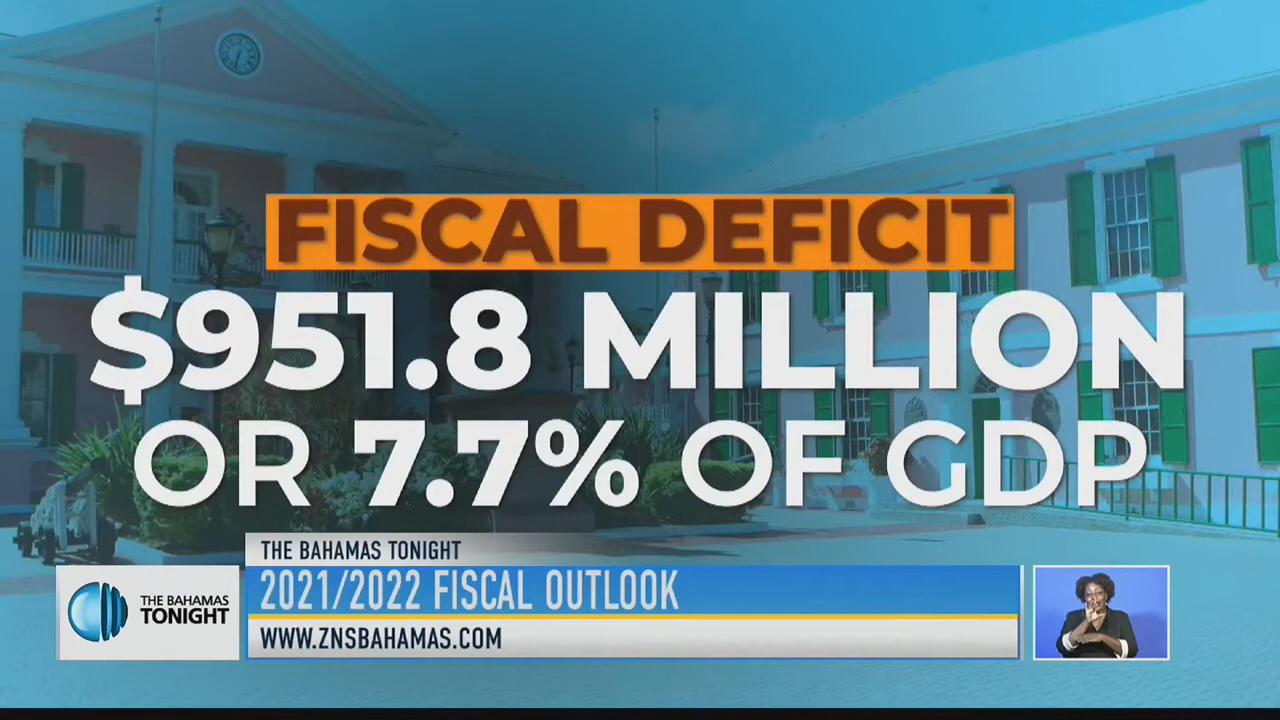 FISCAL DEFICIT
$951.8 MILLION
OR 7.7% OF GDP
THE BAHAMAS TONIGHT
2021/2022 FISCAL OUTLOOK
WWW.ZNSBAHAMAS.COM
THE BAHAMAS
TONIGHT